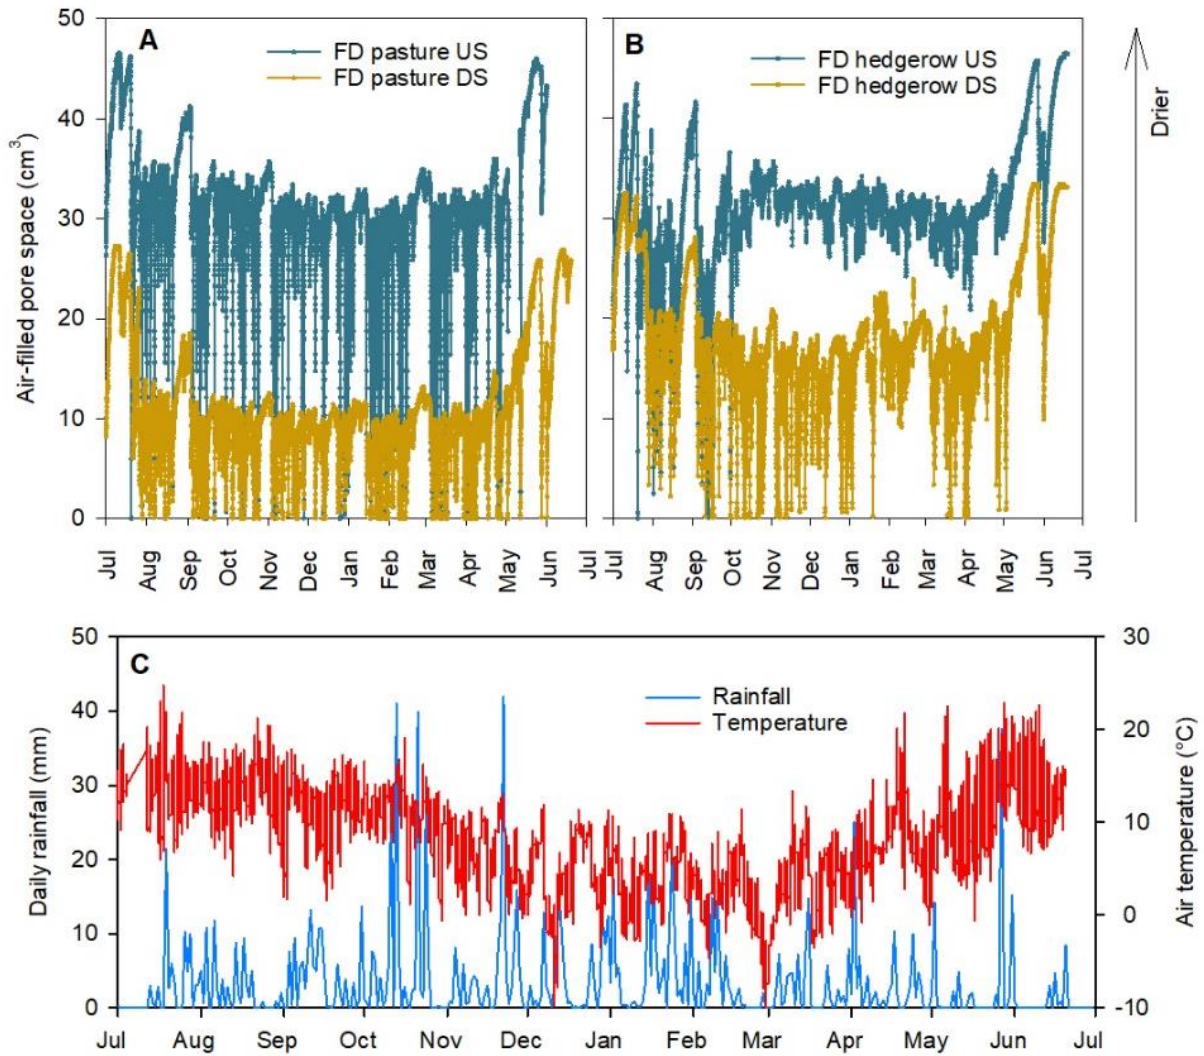 A
FD pasture US
FD pasture DS
B
FD hedgerow US
FD hedgerow DS
Drier
Air-filled pore space (cm³)
50
40
30
20
10
0
Jul Aug Sep Oct Nov Dec Jan Feb Mar Apr May Jun Jul
Jul Aug Sep Oct Nov Dec Jan Feb Mar Apr May Jun Jul
C
Rainfall
Temperature
Daily rainfall (mm)
50
40
30
20
10
0
Air temperature (°C)
30
20
10
0
-10
Jul Aug Sep Oct Nov Dec Jan Feb Mar Apr May Jun Jul